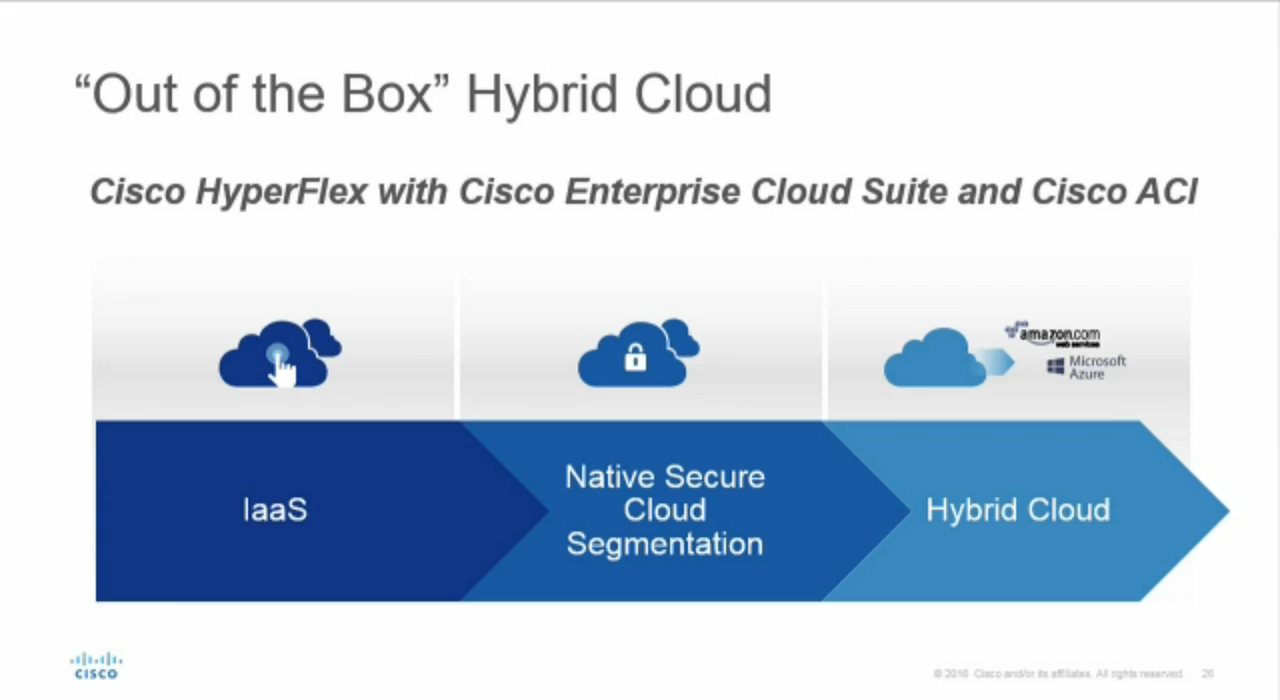 “Out of the Box” Hybrid Cloud
Cisco HyperFlex with Cisco Enterprise Cloud Suite and Cisco ACI
amazon.com
web services
Microsoft
Azure
IaaS
Native Secure
Cloud
Segmentation
Hybrid Cloud
CISCO
© 2016 Cisco and/or its affiliates. All rights reserved. 26